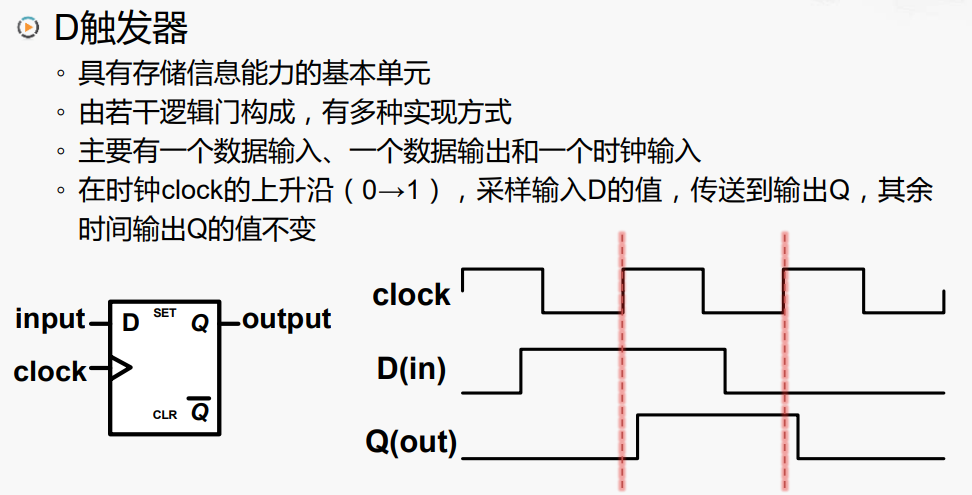 D触发器
具有存储信息能力的基本单元
由若干逻辑门构成，有多种实现方式
主要有一个数据输入、一个数据输出和一个时钟输入
在时钟clock的上升沿（0→1），采样输入D的值，传送到输出Q，其余
时间输出Q的值不变
input
D
SET
Q
output
clock
CLR
Q̅
clock
D(in)
Q(out)